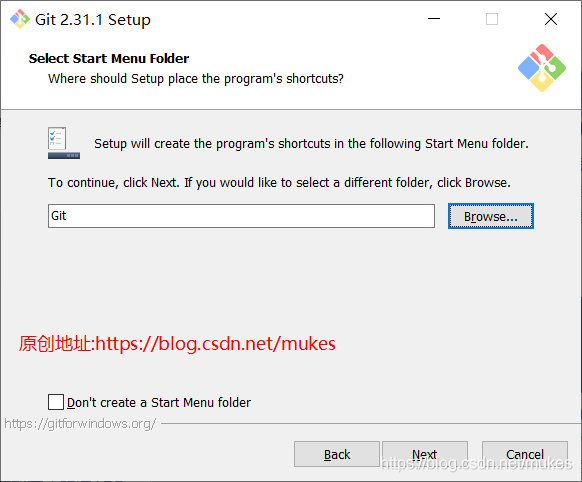 Git 2.31.1 Setup
Select Start Menu Folder
Where should Setup place the program's shortcuts?
Setup will create the program's shortcuts in the following Start Menu folder.
To continue, click Next. If you would like to select a different folder, click Browse.
Git
Browse...
原创地址:https://blog.csdn.net/mukes
Don't create a Start Menu folder
https://gitforwindows.org/
Back
Next
Cancel
https://blog.csdn.net/mukes